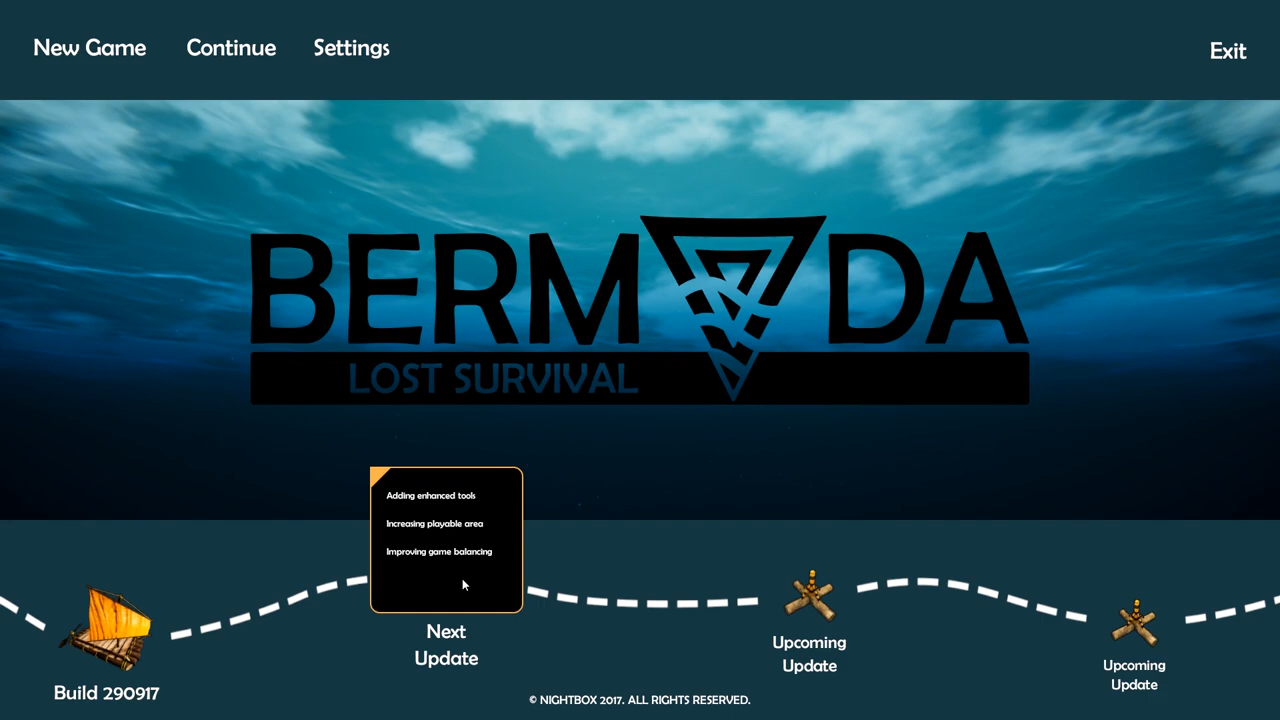 New Game Continue Settings Exit
BERMUDA
LOST SURVIVAL
Adding enhanced tools
Increasing playable area
Improving game balancing
Next
Update
Upcoming
Update
Upcoming
Update
Build 290917
© NIGHTBOX 2017. ALL RIGHTS RESERVED.